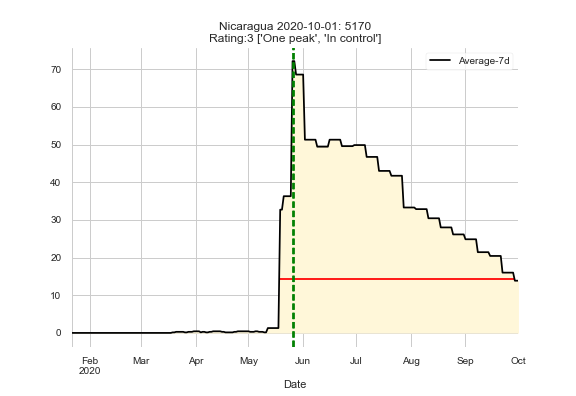 Nicaragua 2020-10-01: 5170
Rating:3 ['One peak', 'In control']
Average-7d
70
60
50
40
30
20
10
0
Feb
2020
Mar
Apr
May
Jun
Jul
Aug
Sep
Oct
Date